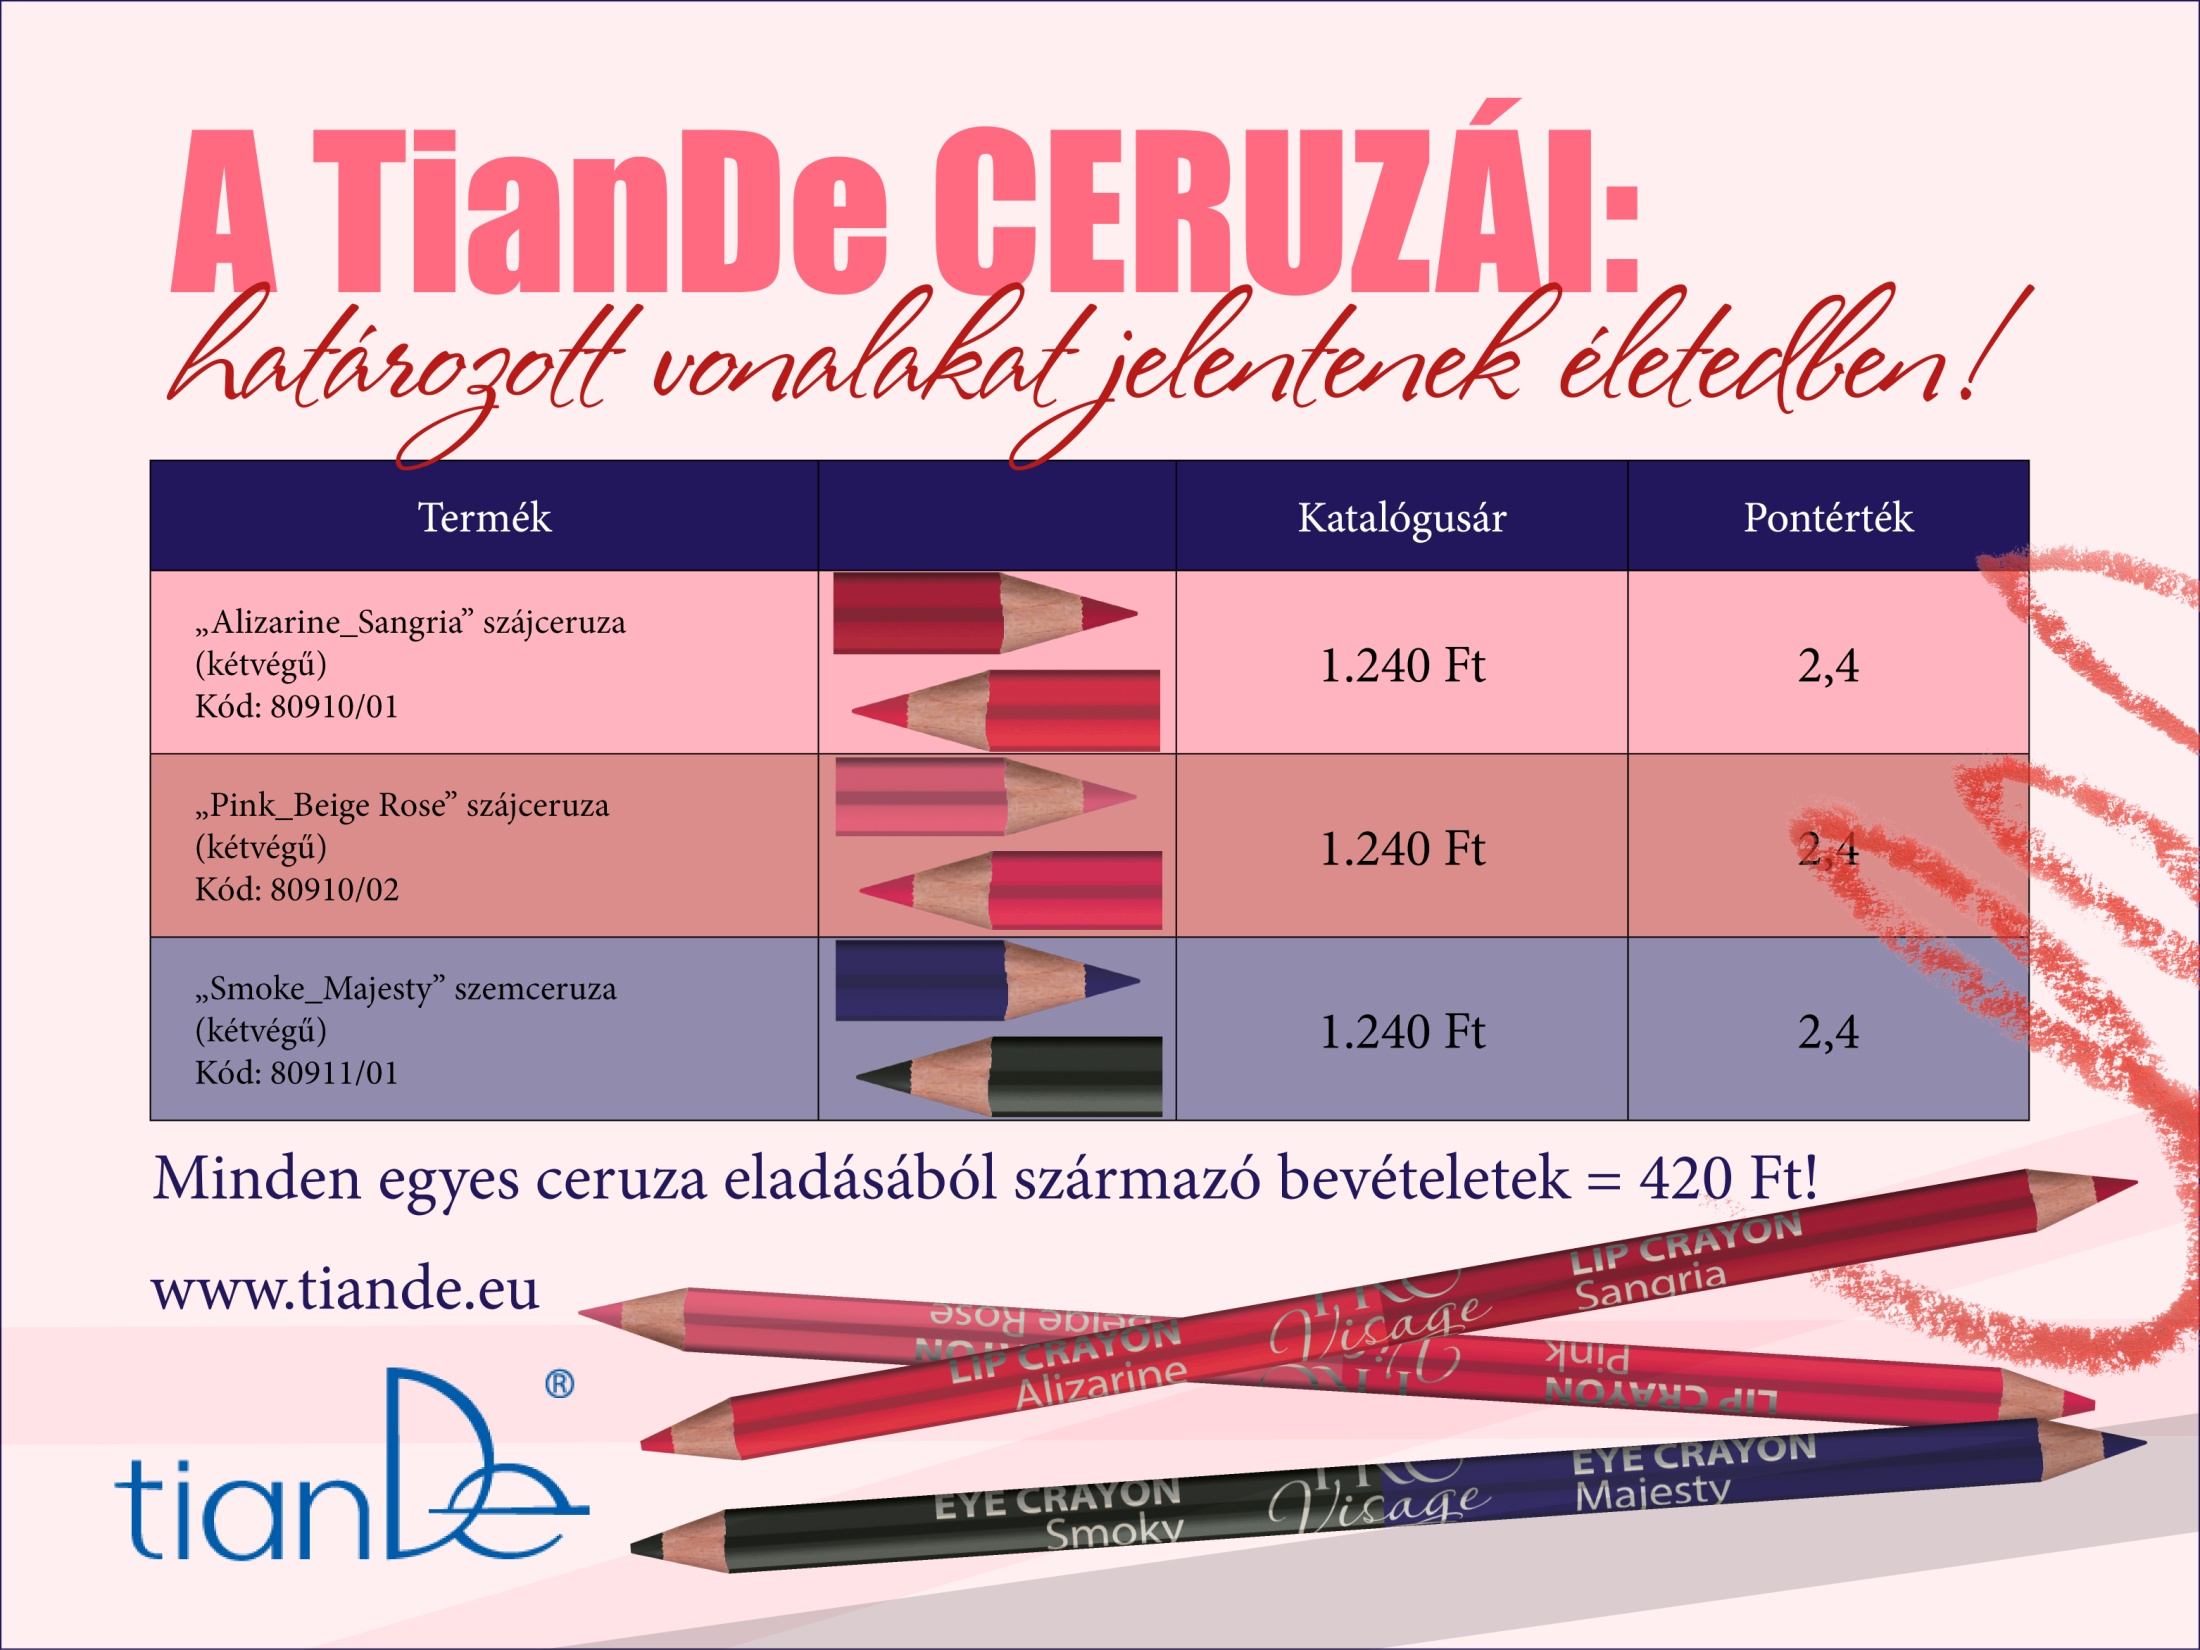 A TianDe CERUZÁI:
határozott vonalakat jelentenek életedben!
Termék Katalógusár Pontérték
„Alizarine_Sangria” szájceruza
(kétvégű)
Kód: 80910/01
1.240 Ft 2,4
„Pink_Beige Rose” szájceruza
(kétvégű)
Kód: 80910/02
1.240 Ft 2,4
„Smoke_Majesty” szemceruza
(kétvégű)
Kód: 80911/01
1.240 Ft 2,4
Minden egyes ceruza eladásából származó bevételetek = 420 Ft!
www.tiande.eu
LIP CRAYON
Sangria
Visage
LIP CRAYON
Alizarine
Beige Rose
Pink
LIP CRAYON
EYE CRAYON
Majesty
Visage
EYE CRAYON
Smoky
tianDe®